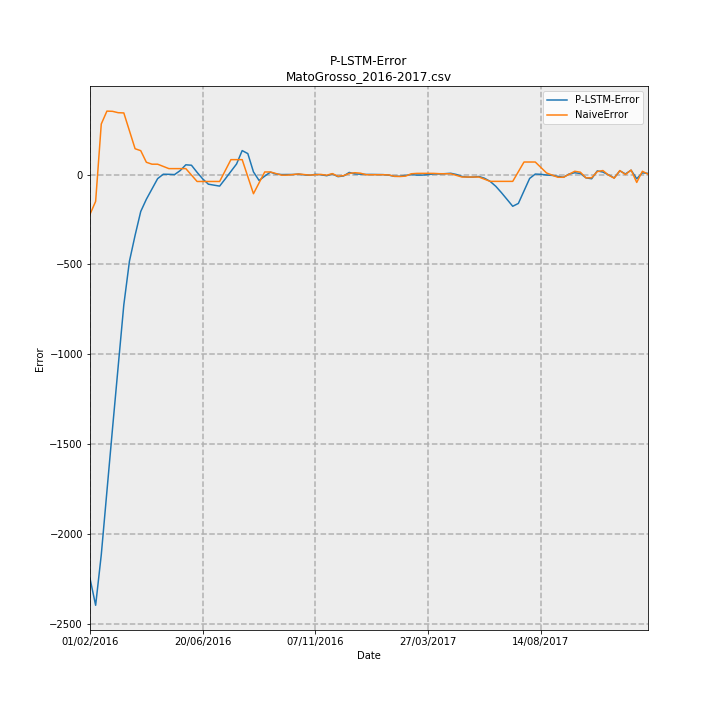 P-LSTM-Error
MatoGrosso_2016-2017.csv
P-LSTM-Error
NaiveError
0
−500
−1000
−1500
−2000
−2500
Error
01/02/2016
20/06/2016
07/11/2016
27/03/2017
14/08/2017
Date